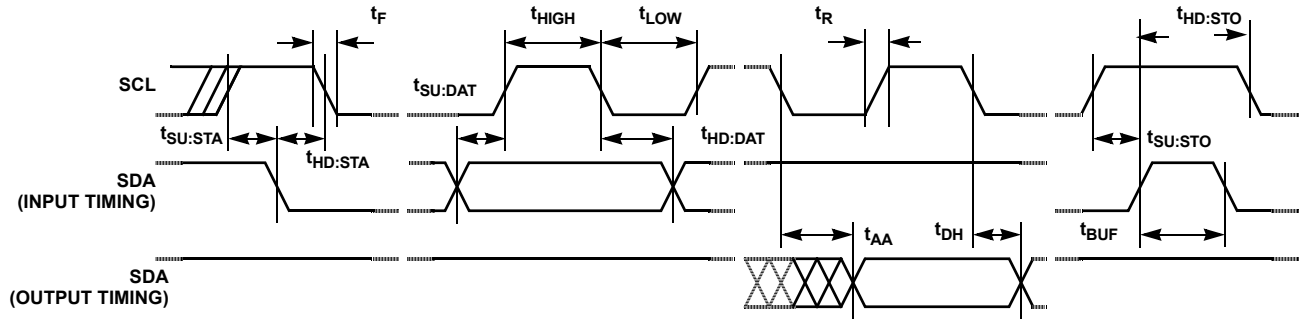 tF
tHIGH
tLOW
tR
tHD:STO
SCL
tSU:DAT
tSU:STA
tHD:STA
tHD:DAT
tSU:STO
SDA
(INPUT TIMING)
tAA
tDH
tBUF
SDA
(OUTPUT TIMING)